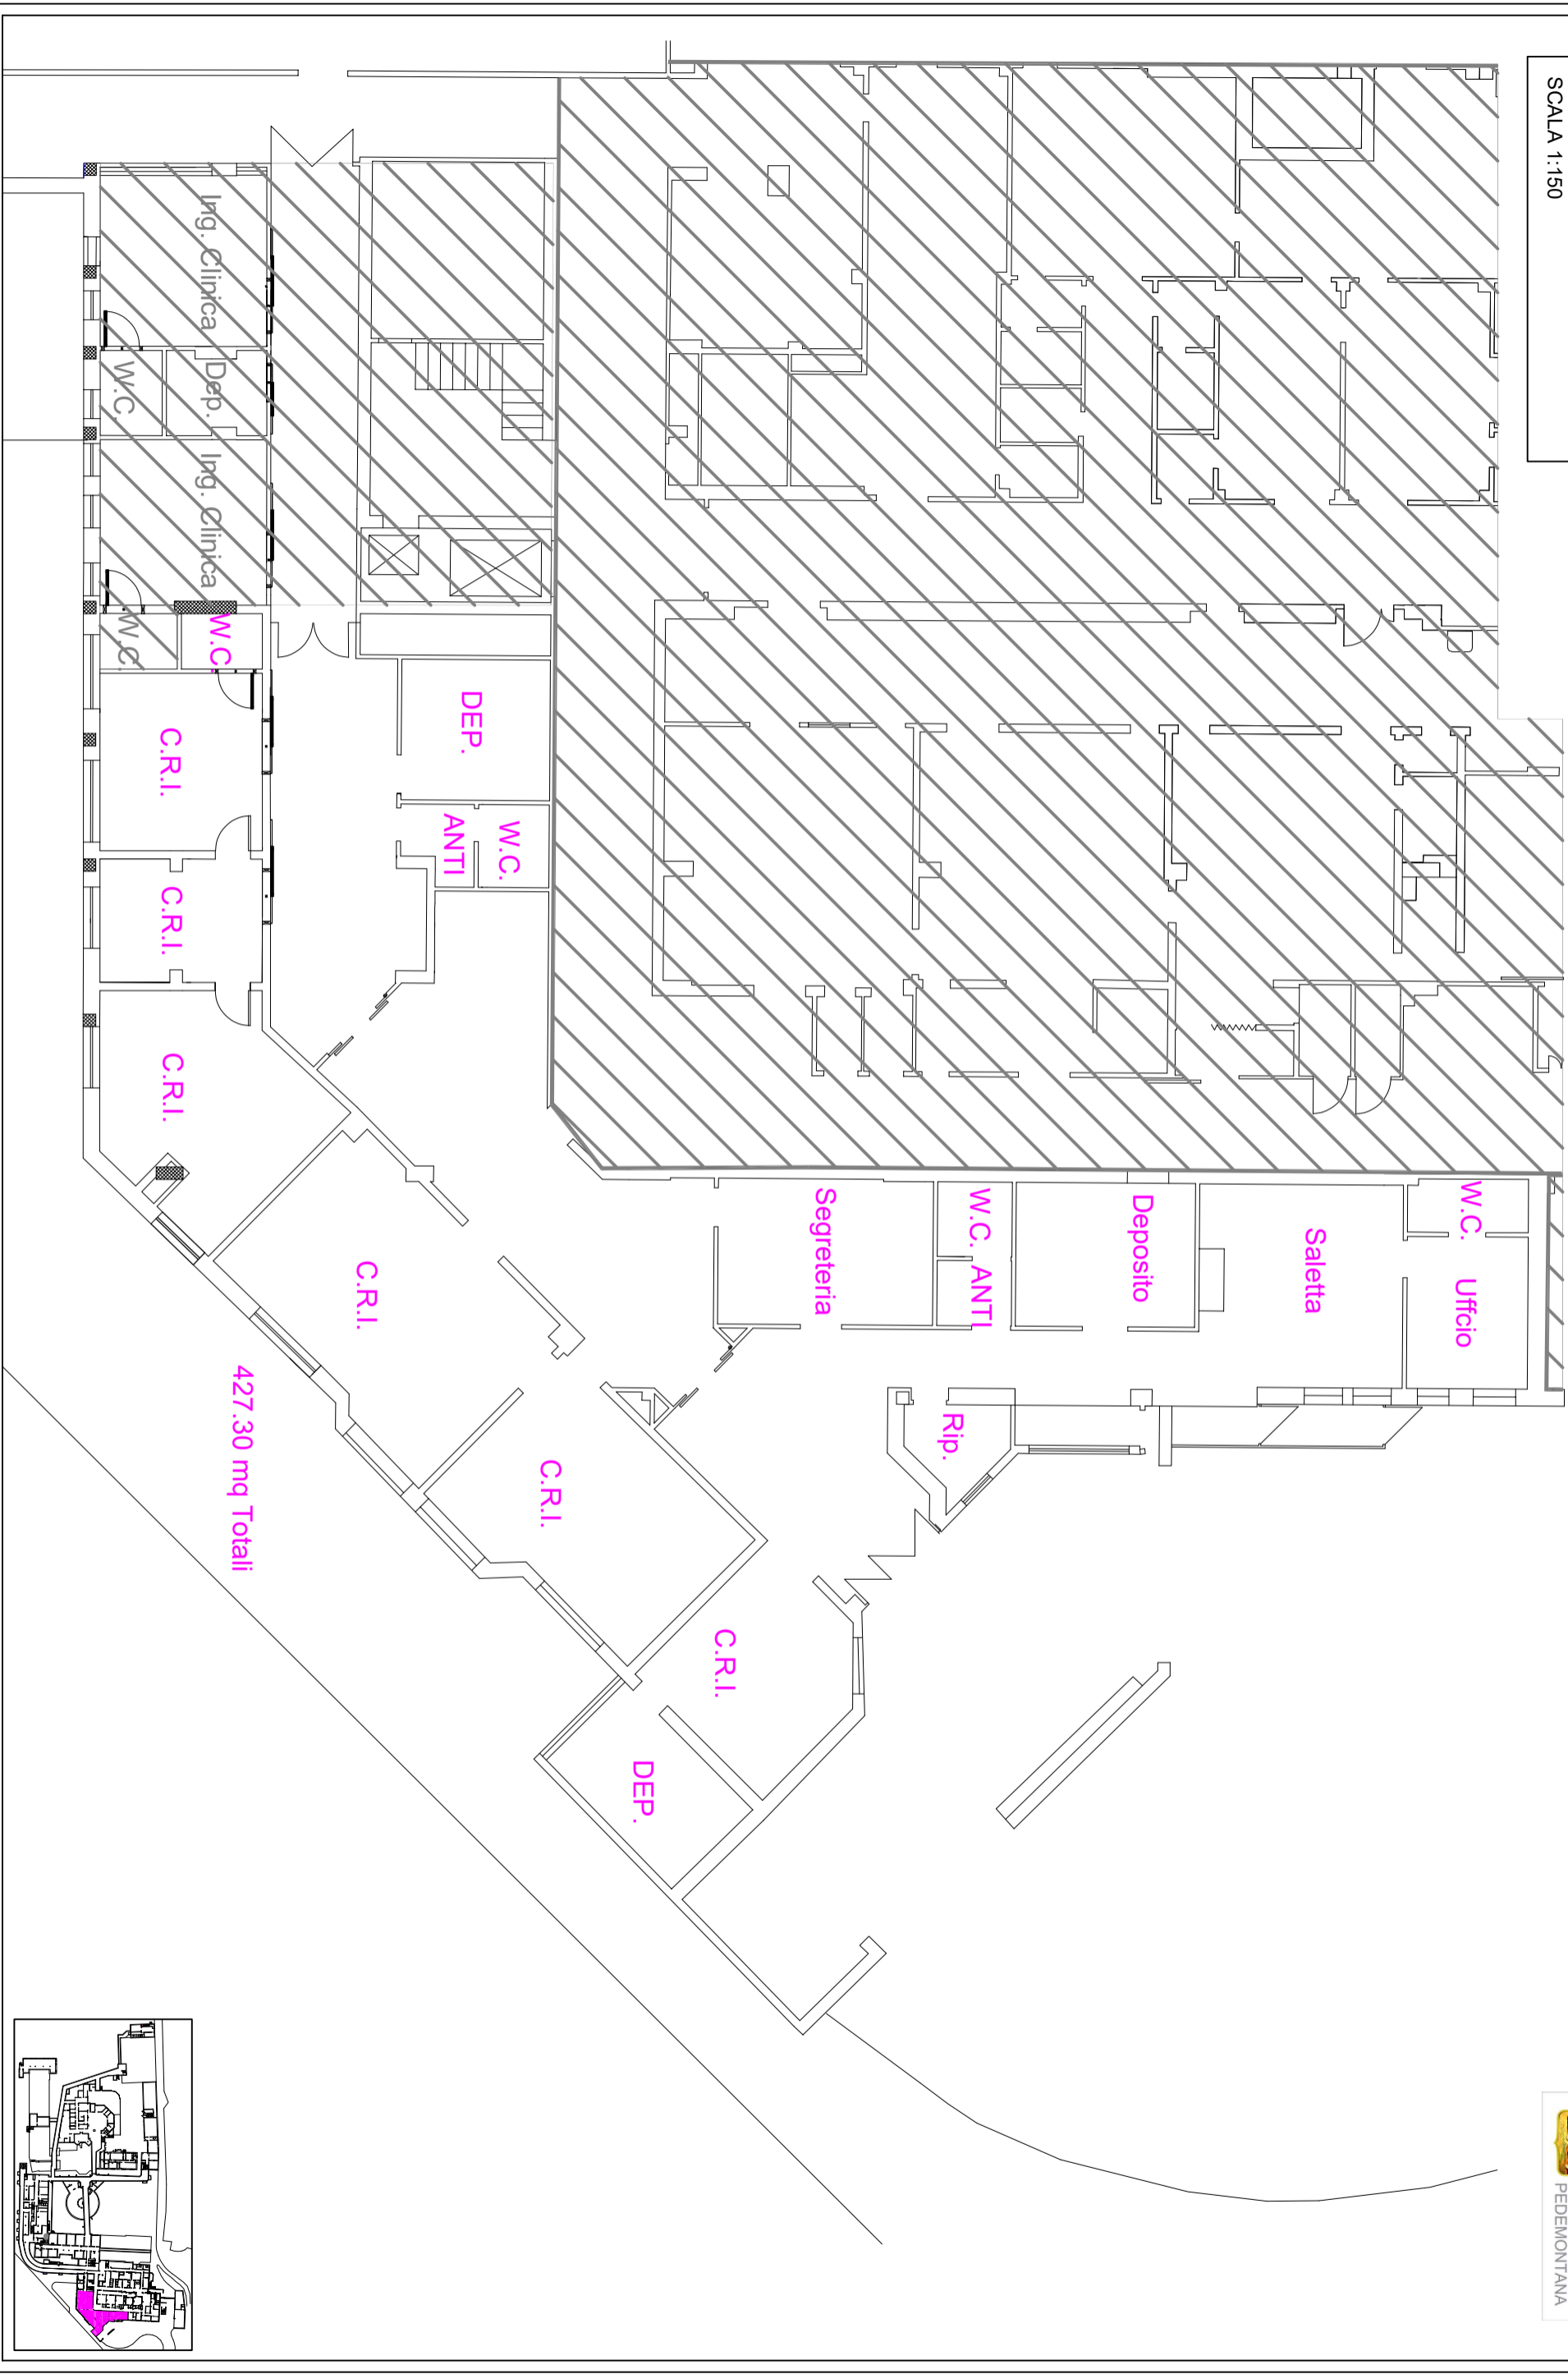 SCALA 1:150
PEDEMONTANA
W.C.
Uffcio
Saletta
Deposito
W.C.
ANTI
Segreteria
Rip.
DEP.
W.C.
ANTI
C.R.I.
DEP.
C.R.I.
C.R.I.
427.30 mq Totali
Ing. Clinica
Dep.
W.C.
Ing. Clinica
W.C
W.C.
C.R.I.
C.R.I.
C.R.I.